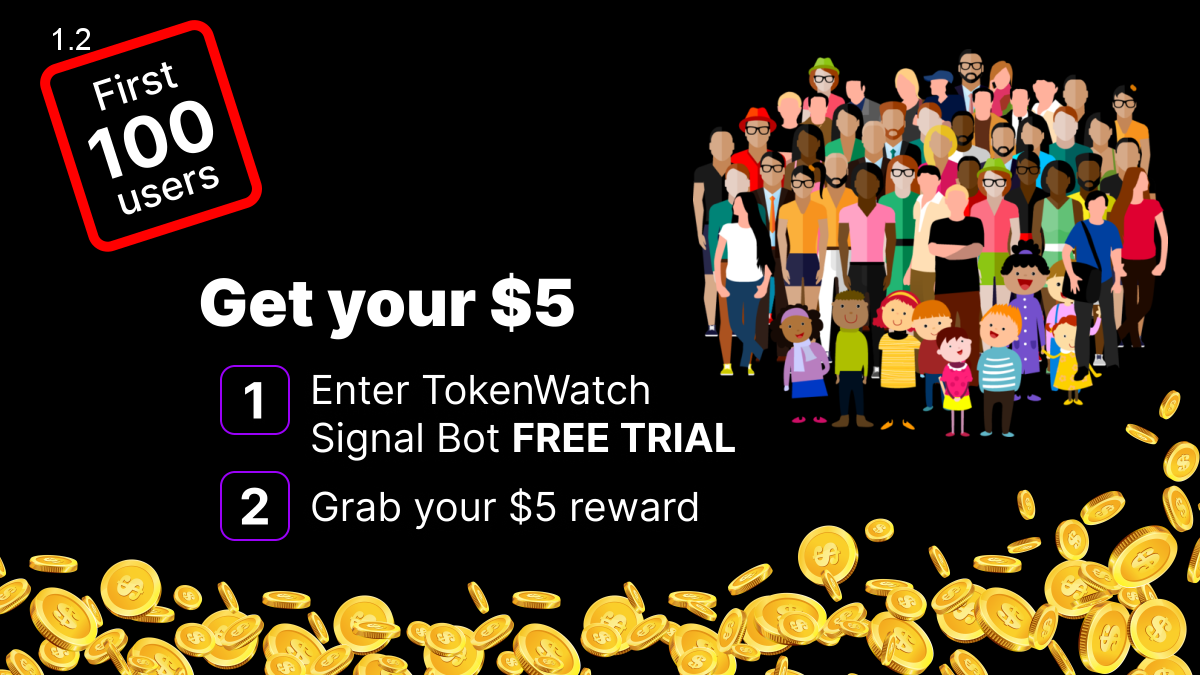 1.2
First
100
users
Get your $5
1 Enter TokenWatch
Signal Bot FREE TRIAL
2 Grab your $5 reward